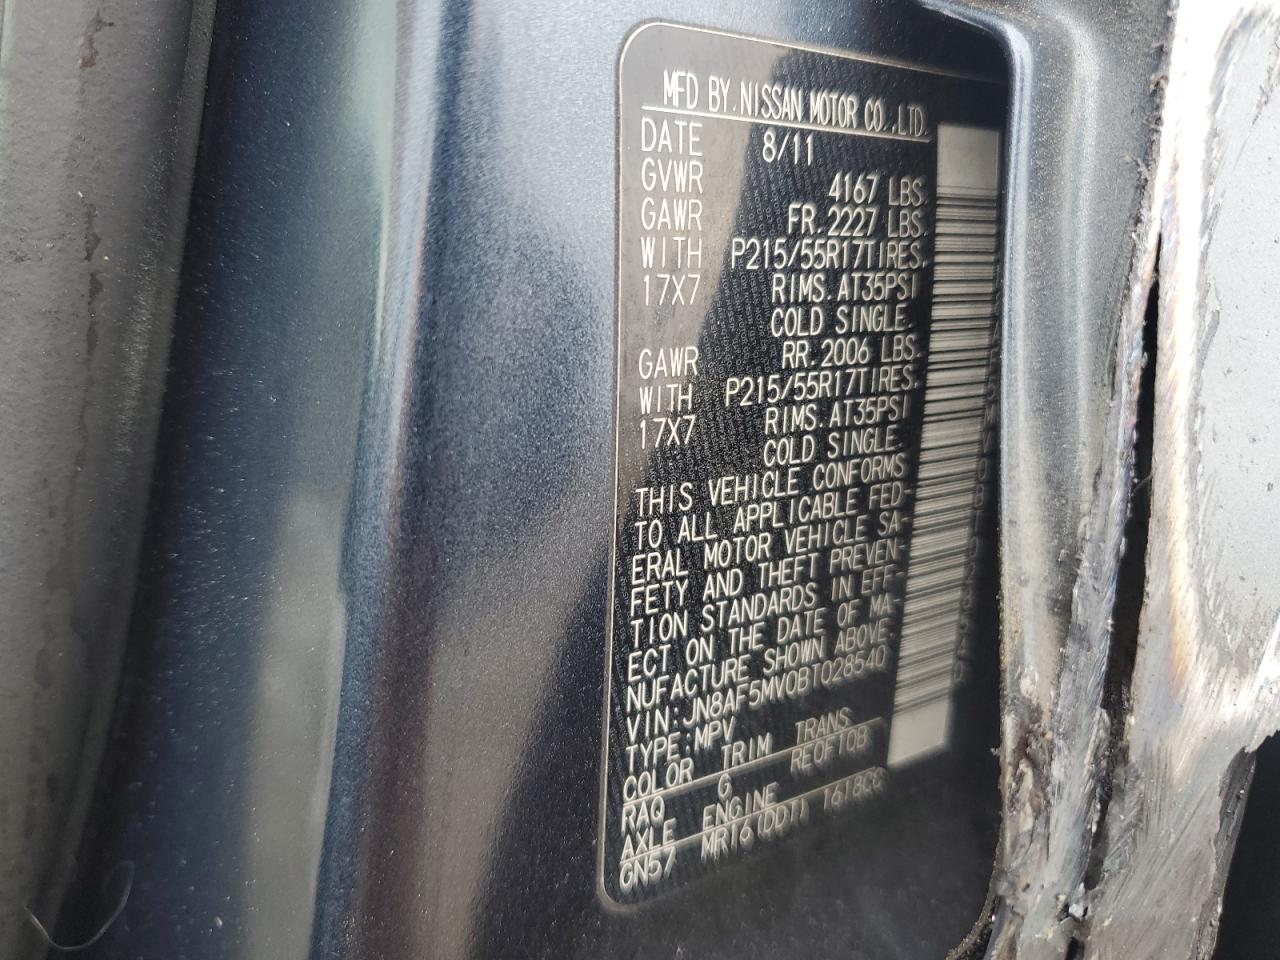 MFD BY. NISSAN MOTOR CO., LTD.
DATE 8/11
GVWR 4167 LBS.
GAWR FR. 2227 LBS.
WITH P215/55R17TIRES.
17X7 RIMS. AT35PSI
COLD SINGLE.
GAWR RR. 2006 LBS.
WITH P215/55R17TIRES.
17X7 RIMS. AT35PSI
COLD SINGLE.
THIS VEHICLE CONFORMS
TO ALL APPLICABLE FED-
ERAL MOTOR VEHICLE SA-
FETY AND THEFT PREVEN-
TION STANDARDS IN EFF-
ECT ON THE DATE OF MA-
NUFACTURE SHOWN ABOVE.
VIN: JN8AF5MV0BT028540
TYPE: MPV
COLOR TRIM TRANS
RAQ G RE0F10B
AXLE ENGINE
GN57 MR16(DDT) 1618CC